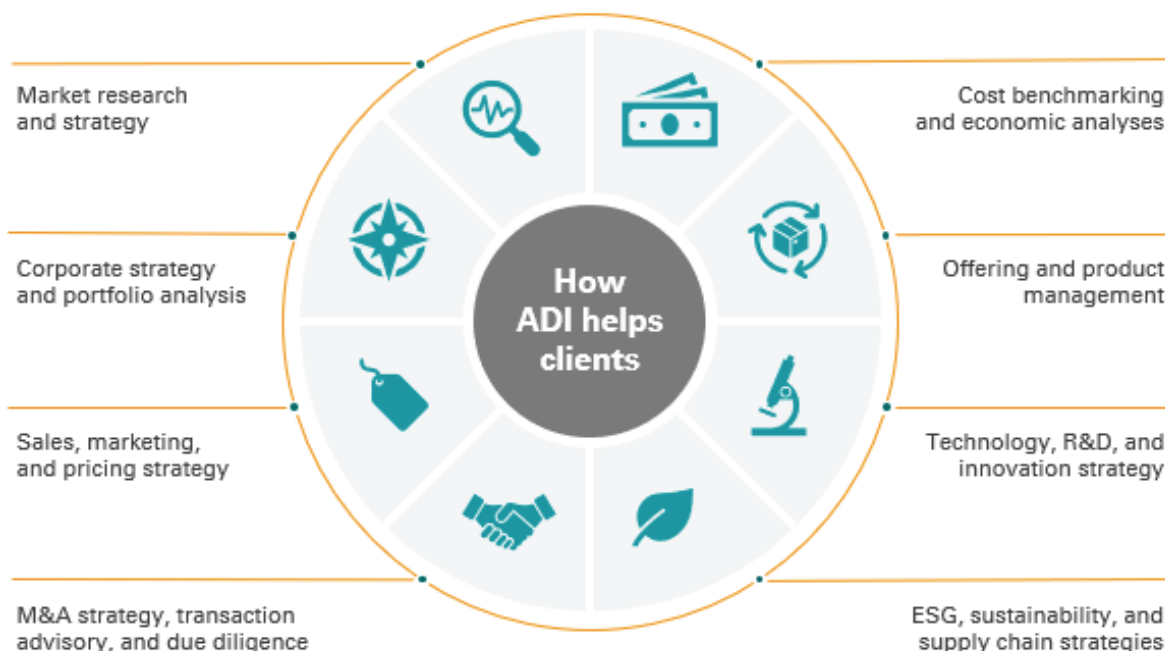 Market research
and strategy
Cost benchmarking
and economic analyses
Corporate strategy
and portfolio analysis
How
ADI helps
clients
Offering and product
management
Sales, marketing,
and pricing strategy
Technology, R&D, and
innovation strategy
M&A strategy, transaction
advisory, and due diligence
ESG, sustainability, and
supply chain strategies